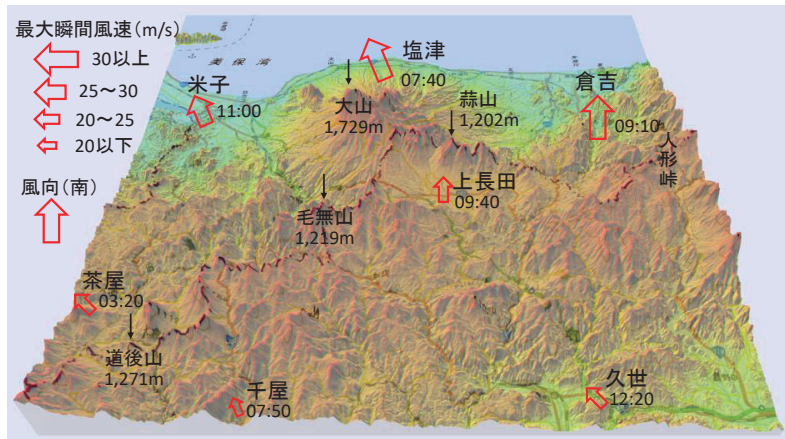 最大瞬間風速(m/s)
30以上
25～30
20～25
20以下
風向(南)
美保湾
塩津
07:40
米子
11:00
大山
1,729m
蒜山
1,202m
倉吉
09:10
人形峠
上長田
09:40
毛無山
1,219m
茶屋
03:20
道後山
1,271m
千屋
07:50
久世
12:20